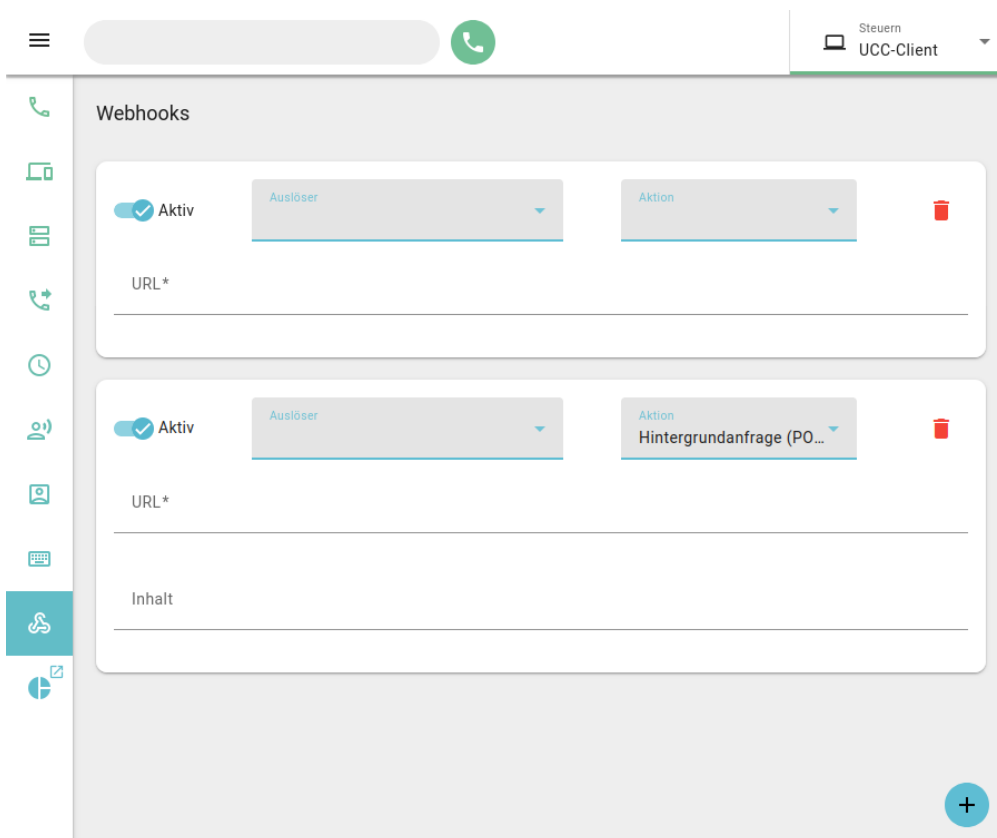 Steuern
UCC-Client
Webhooks
Aktiv
Auslöser
Aktion
URL*
Aktiv
Auslöser
Aktion
Hintergrundanfrage (PO...
URL*
Inhalt